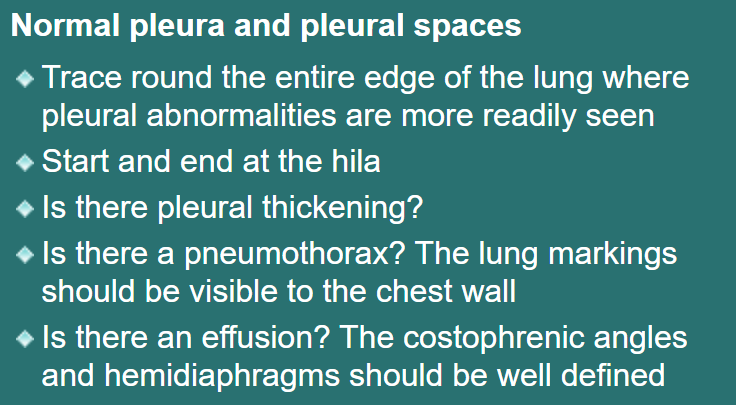 Normal pleura and pleural spaces
Trace round the entire edge of the lung where
pleural abnormalities are more readily seen
Start and end at the hila
Is there pleural thickening?
Is there a pneumothorax? The lung markings
should be visible to the chest wall
Is there an effusion? The costophrenic angles
and hemidiaphragms should be well defined